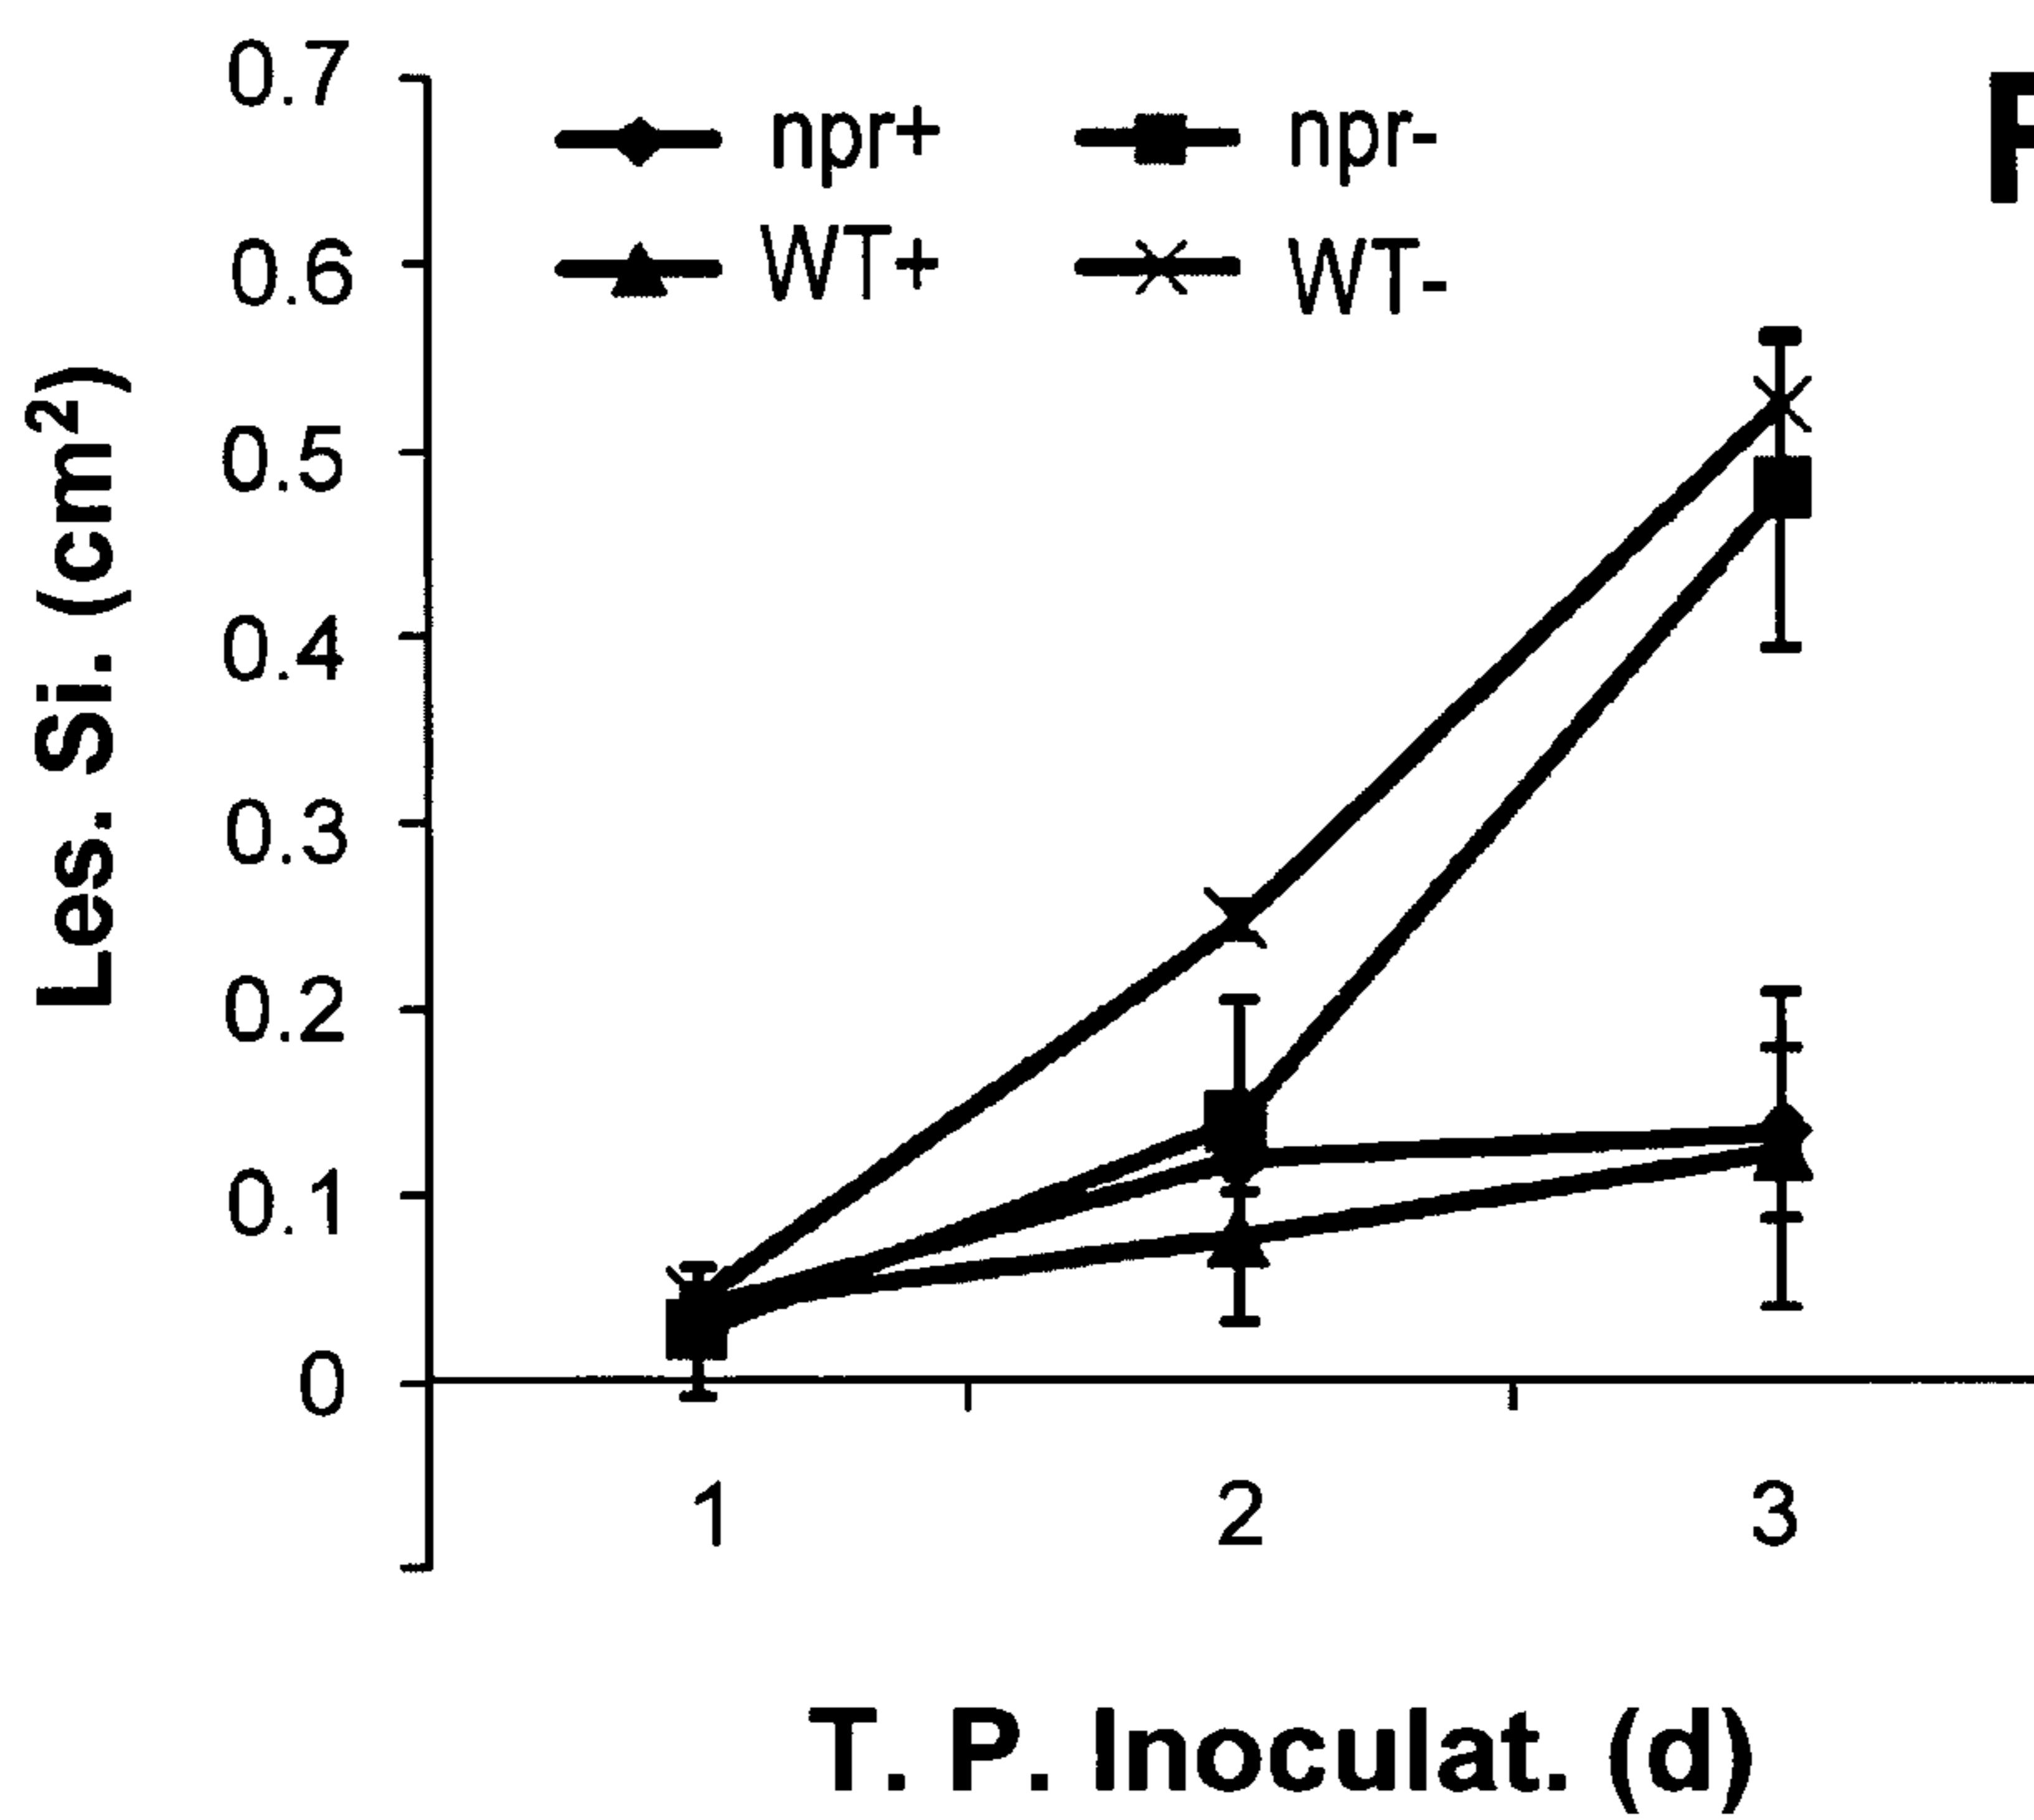 0.7
0.6
0.5
0.4
0.3
0.2
0.1
0
Les. Si. (cm²)
npr+ npr-
WT+ WT-
1 2 3
T. P. Inoculat. (d)